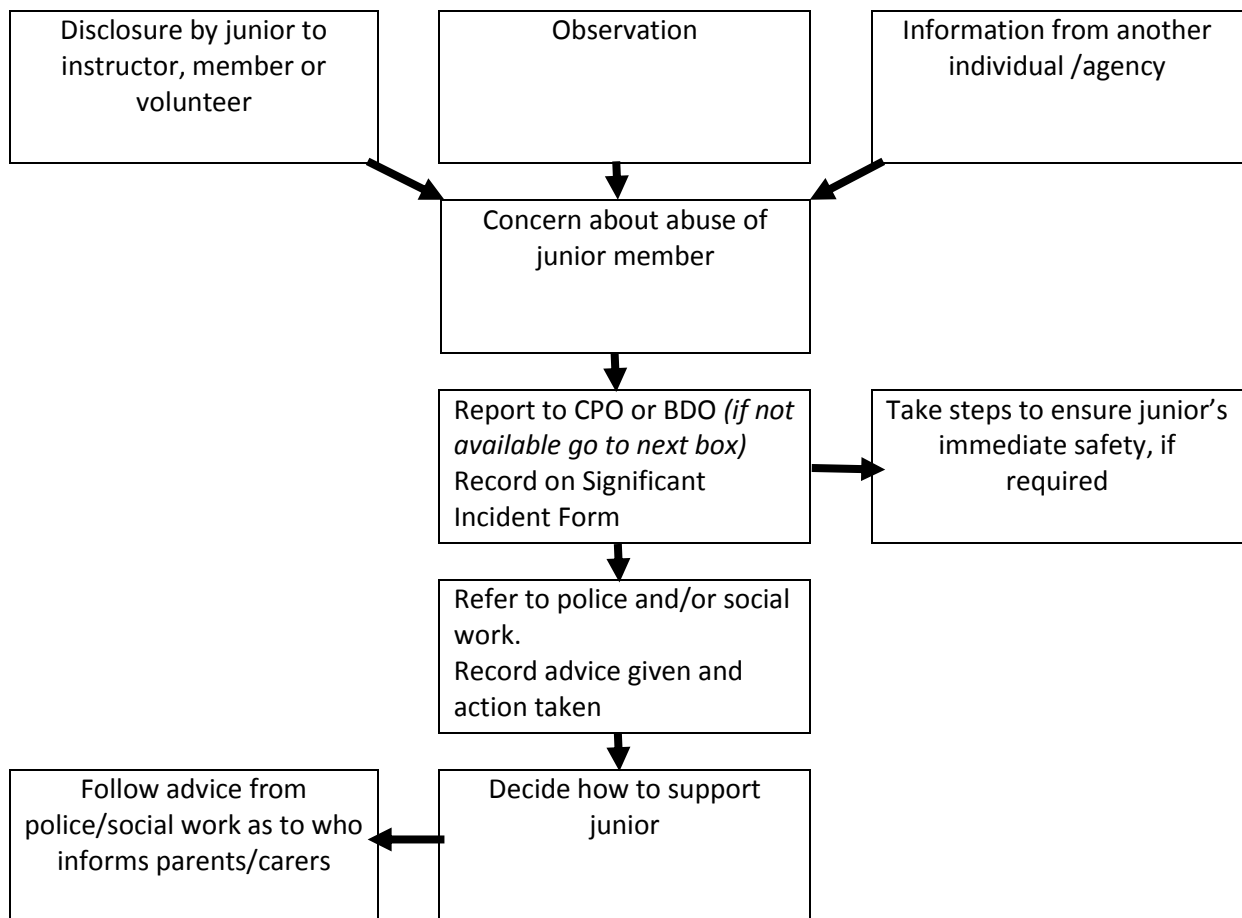 Disclosure by junior to
instructor, member or
volunteer
Observation
Information from another
individual /agency
Concern about abuse of
junior member
Report to CPO or BDO (if not
available go to next box)
Record on Significant
Incident Form
Take steps to ensure junior’s
immediate safety, if
required
Refer to police and/or social
work.
Record advice given and
action taken
Follow advice from
police/social work as to who
informs parents/carers
Decide how to support
junior